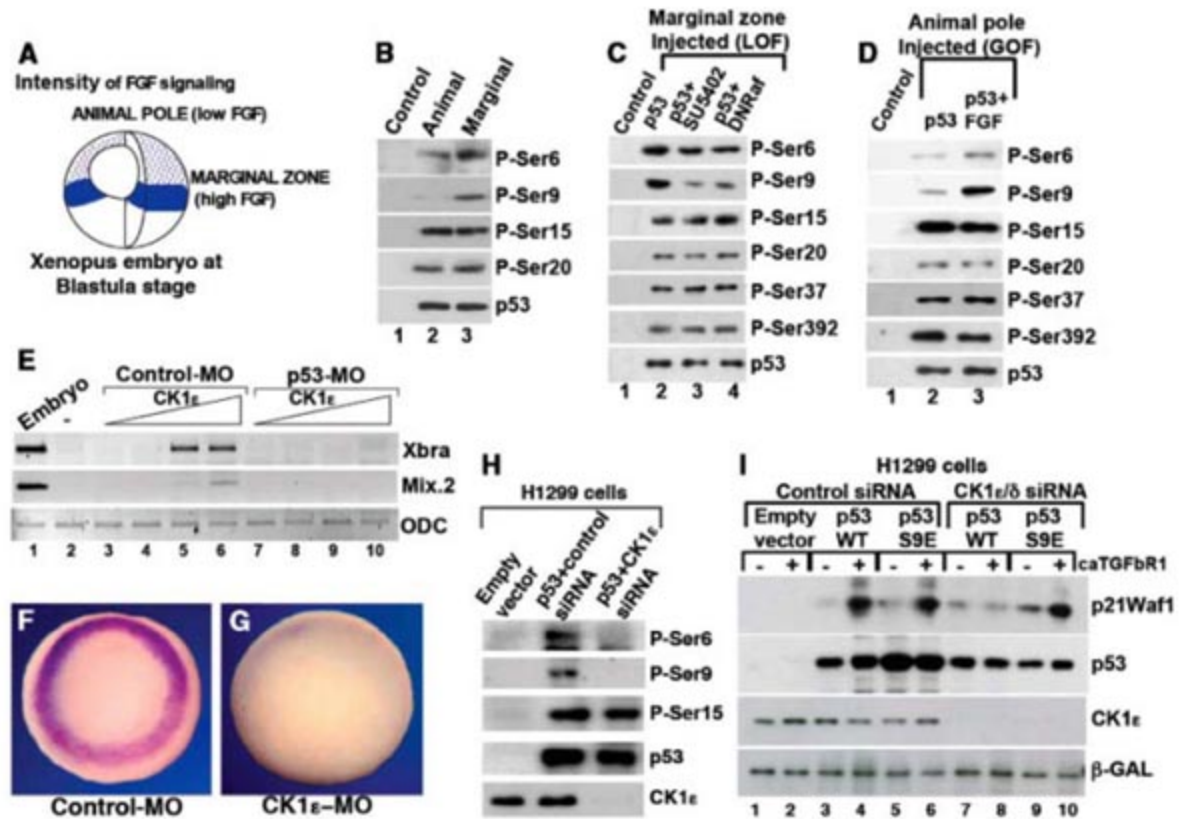 A
Intensity of FGF signaling
ANIMAL POLE (low FGF)
MARGINAL ZONE
(high FGF)
Xenopus embryo at
Blastula stage
B
Control
Animal
Marginal
P-Ser6
P-Ser9
P-Ser15
P-Ser20
p53
1 2 3
C
Marginal zone
Injected (LOF)
Control
p53
p53+
SU5402
p53+
DNRaf
P-Ser6
P-Ser9
P-Ser15
P-Ser20
P-Ser37
P-Ser392
p53
1 2 3 4
D
Animal pole
Injected (GOF)
Control
p53
p53+
FGF
P-Ser6
P-Ser9
P-Ser15
P-Ser20
P-Ser37
P-Ser392
p53
1 2 3
E
Embryo
-
Control-MO
CK1ε
p53-MO
CK1ε
Xbra
Mix.2
ODC
1 2 3 4 5 6 7 8 9 10
F
Control-MO
G
CK1ε-MO
H
H1299 cells
Empty
vector
p53+control
siRNA
p53+CK1ε
siRNA
P-Ser6
P-Ser9
P-Ser15
p53
CK1ε
I
H1299 cells
Control siRNA CK1ε/δ siRNA
Empty p53 p53 p53 p53
vector WT S9E WT S9E
- + - + - + - + - + caTGFbR1
p21Waf1
p53
CK1ε
β-GAL
1 2 3 4 5 6 7 8 9 10